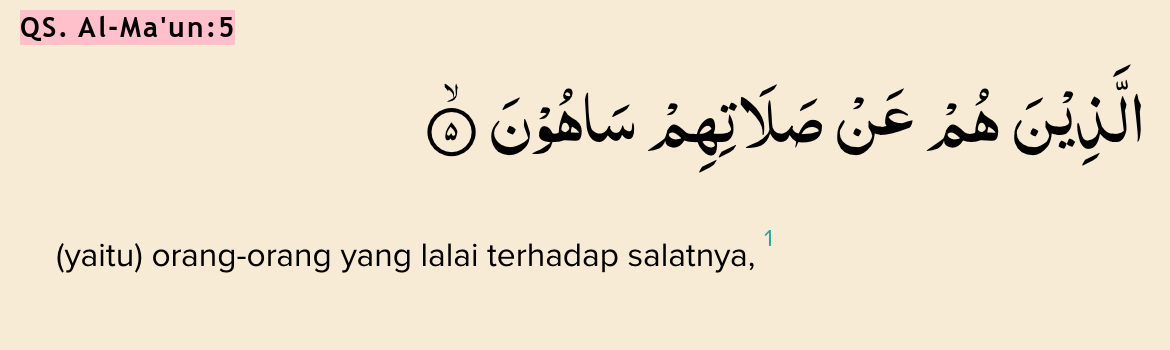 QS. Al-Ma'un:5
الَّذِيْنَ هُمْ عَنْ صَلَاتِهِمْ سَاهُوْنَۙ ۝٥
(yaitu) orang-orang yang lalai terhadap salatnya, 1